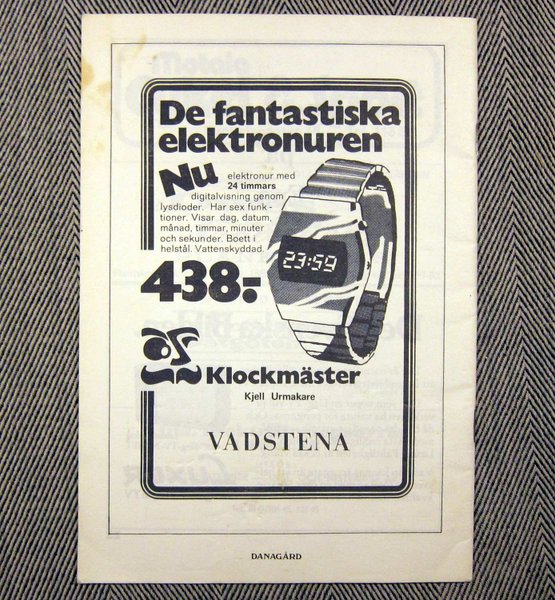 De fantastiska
elektronuren
Nu
elektronur med
24 timmars
digitalvisning genom
lysdioder. Har sex funk-
tioner. Visar dag, datum,
månad, timmar, minuter
och sekunder. Boett i
helstål. Vattenskyddad.
23:59
438:-
Klockmäster
Kjell Urmakare
VADSTENA
DANAGÅRD